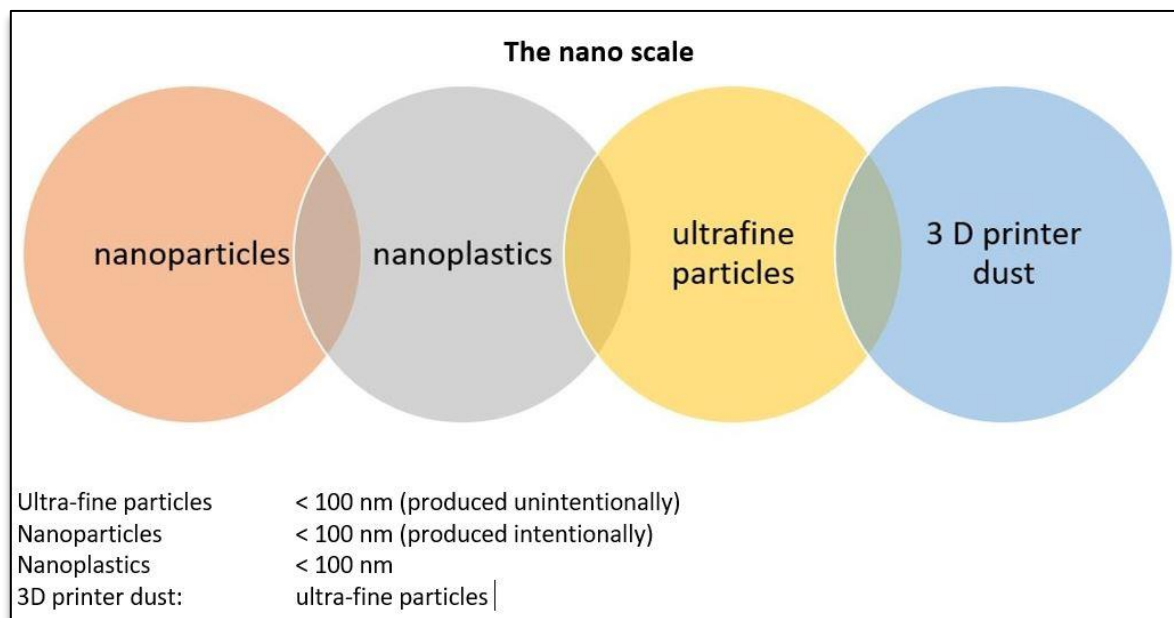 The nano scale
nanoparticles
nanoplastics
ultrafine
particles
3 D printer
dust
Ultra-fine particles < 100 nm (produced unintentionally)
Nanoparticles < 100 nm (produced intentionally)
Nanoplastics < 100 nm
3D printer dust: ultra-fine particles